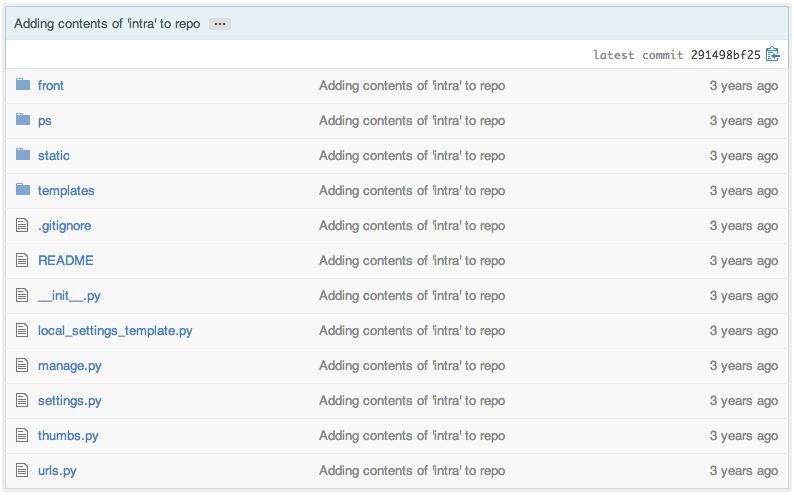 Adding contents of 'intra' to repo ...
latest commit 291498bf25
front Adding contents of 'intra' to repo 3 years ago
ps Adding contents of 'intra' to repo 3 years ago
static Adding contents of 'intra' to repo 3 years ago
templates Adding contents of 'intra' to repo 3 years ago
.gitignore Adding contents of 'intra' to repo 3 years ago
README Adding contents of 'intra' to repo 3 years ago
__init__.py Adding contents of 'intra' to repo 3 years ago
local_settings_template.py Adding contents of 'intra' to repo 3 years ago
manage.py Adding contents of 'intra' to repo 3 years ago
settings.py Adding contents of 'intra' to repo 3 years ago
thumbs.py Adding contents of 'intra' to repo 3 years ago
urls.py Adding contents of 'intra' to repo 3 years ago